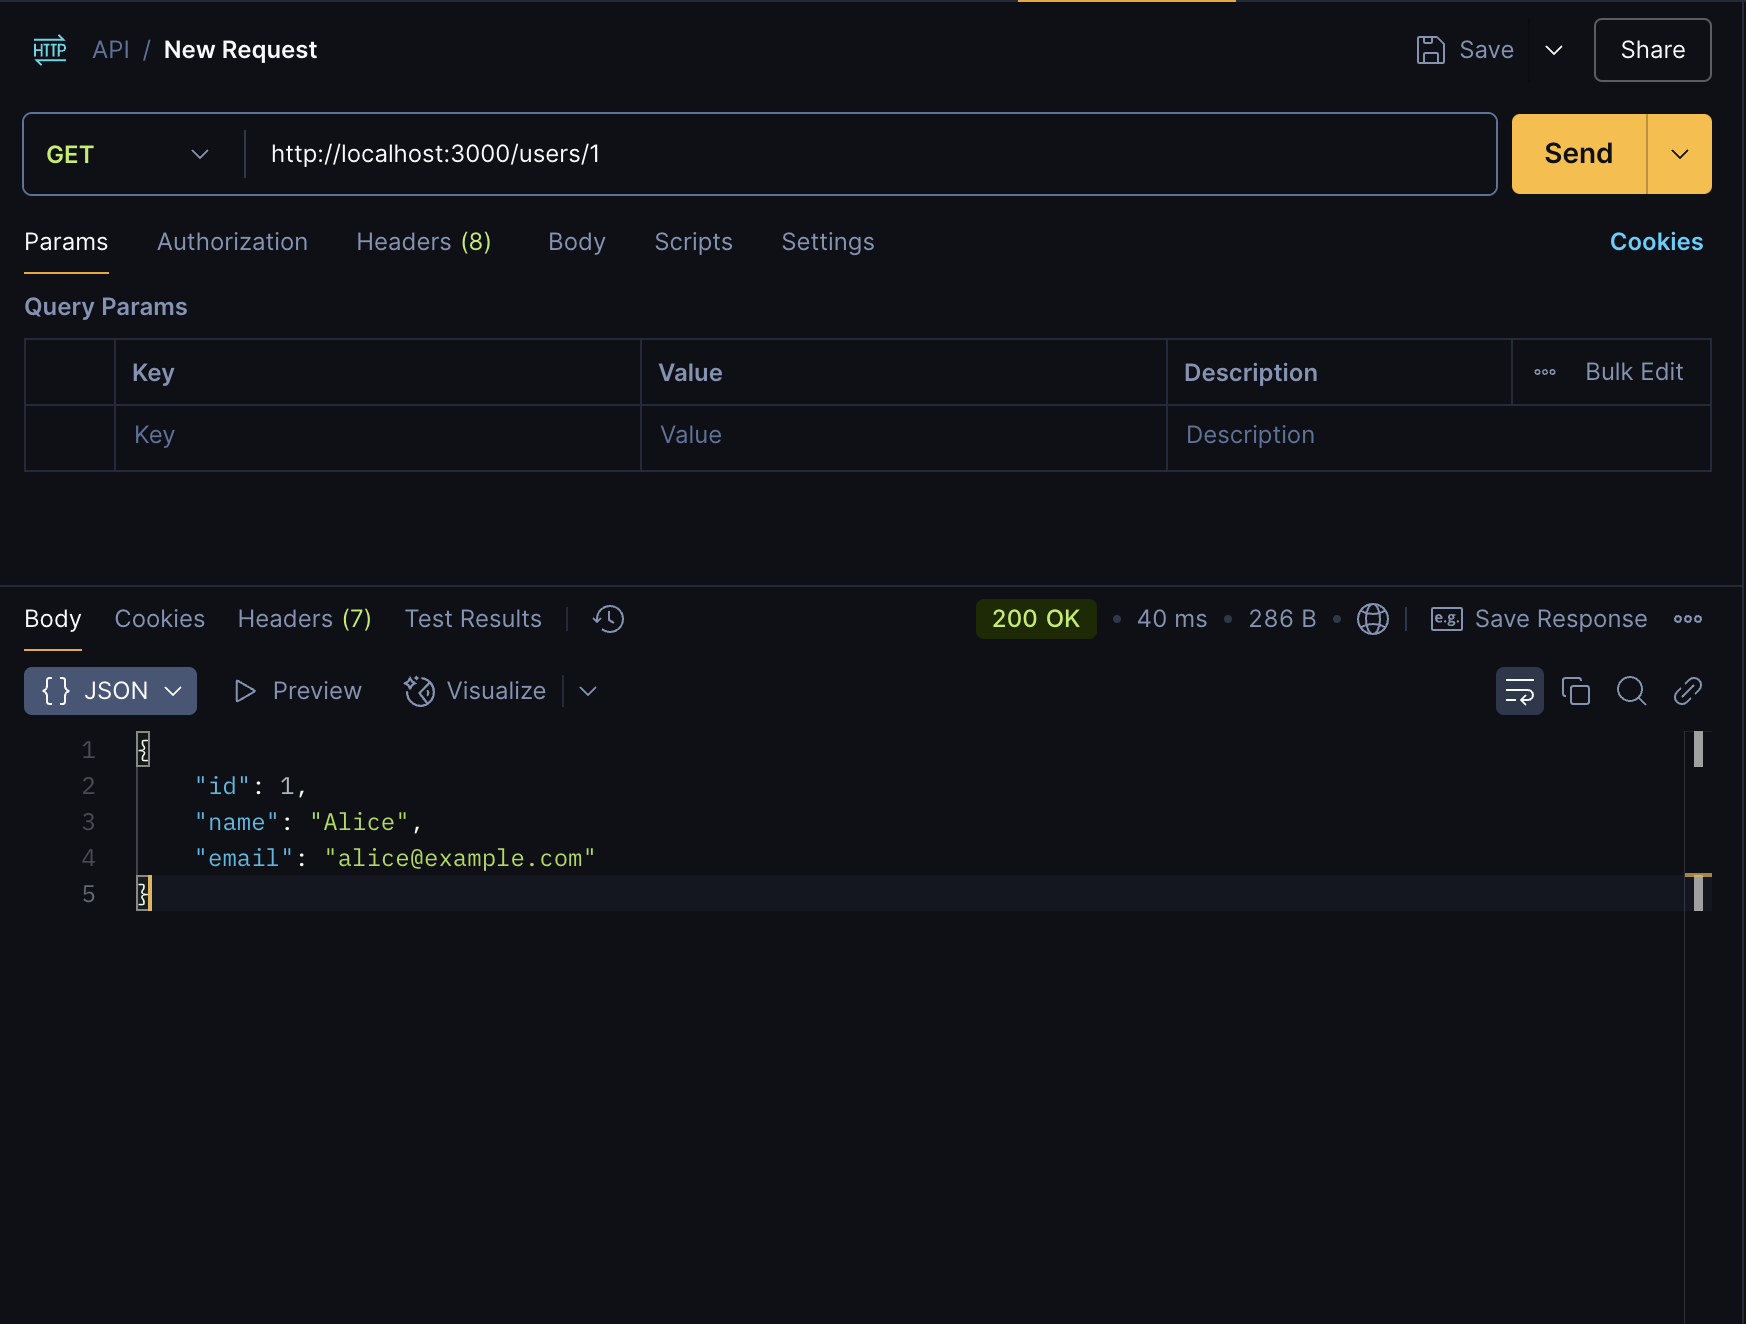 HTTP API / New Request Save Share
GET http://localhost:3000/users/1 Send
Params Authorization Headers (8) Body Scripts Settings Cookies
Query Params
Key Value Description Bulk Edit
Key Value Description
Body Cookies Headers (7) Test Results 200 OK • 40 ms • 286 B • e.g. Save Response
{ } JSON Preview Visualize
1 {
2 "id": 1,
3 "name": "Alice",
4 "email": "alice@example.com"
5 }